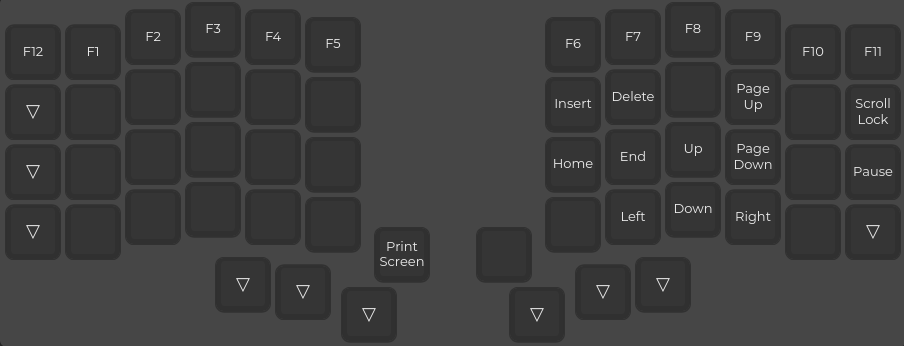 F12 F1 F2 F3 F4 F5 F6 F7 F8 F9 F10 F11
▽ Insert Delete Page Up Scroll Lock
▽ Home End Up Page Down Pause
▽ Left Down Right ▽
Print Screen
▽ ▽ ▽ ▽ ▽ ▽